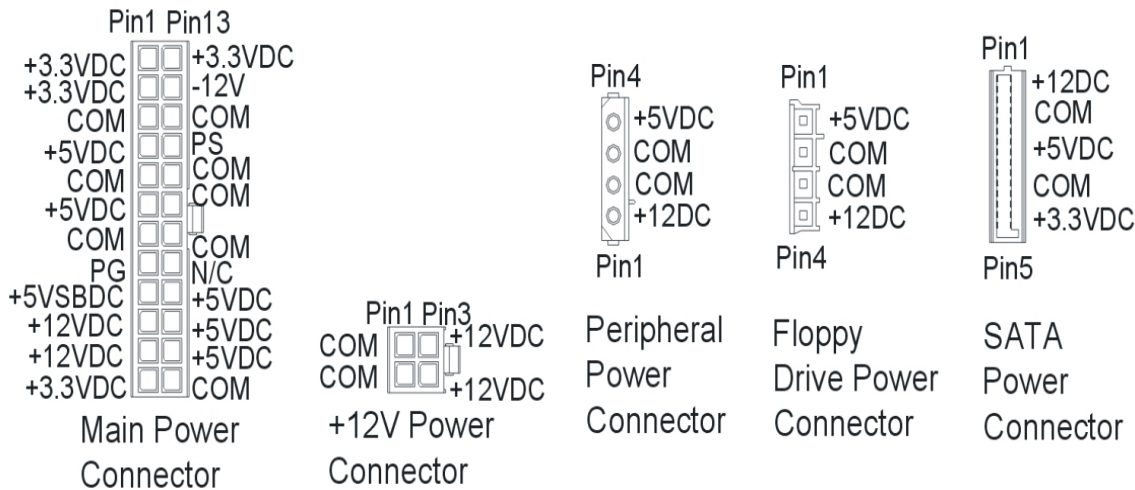 Pin1 Pin13
+3.3VDC
+3.3VDC
COM
+5VDC
COM
+5VDC
COM
PG
+5VSBDC
+12VDC
+12VDC
+3.3VDC
+3.3VDC
-12V
COM
PS
COM
COM
COM
N/C
+5VDC
+5VDC
+5VDC
COM
Main Power
Connector
Pin1 Pin3
COM
COM
+12VDC
+12VDC
+12V Power
Connector
Pin4
+5VDC
COM
COM
+12DC
Pin1
Peripheral
Power
Connector
Pin1
+5VDC
COM
COM
+12DC
Pin4
Floppy
Drive Power
Connector
Pin1
+12DC
COM
+5VDC
COM
+3.3VDC
Pin5
SATA
Power
Connector